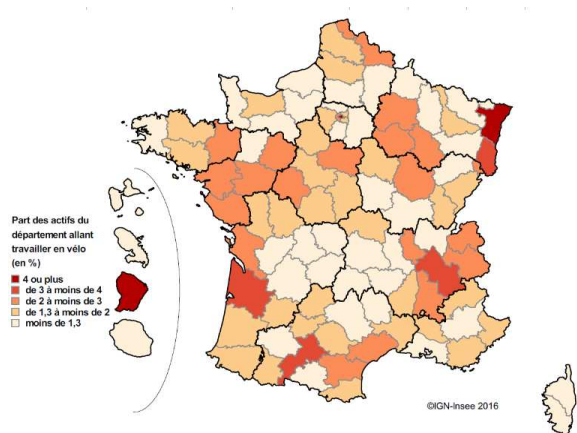 Part des actifs du
département allant
travailler en vélo
(en %)
4 ou plus
de 3 à moins de 4
de 2 à moins de 3
de 1,3 à moins de 2
moins de 1,3
©IGN-Insee 2016